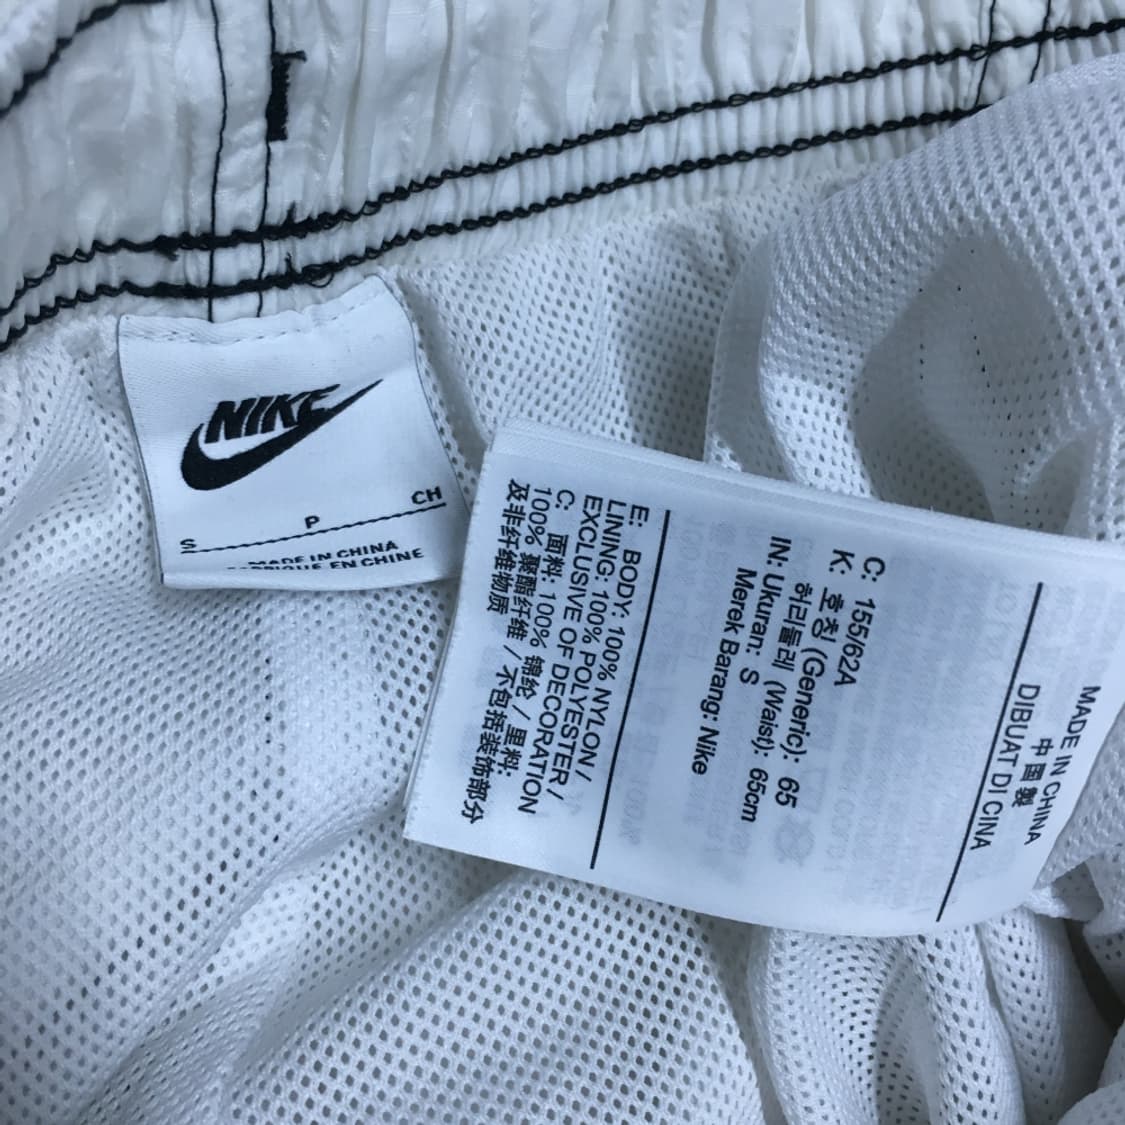 NIKE
S P CH
MADE IN CHINA
FABRIQUE EN CHINE
MADE IN CHINA
中国製
DIBUAT DI CINA
C: 155/62A
K: 호칭 (Generic): 65
허리둘레 (Waist): 65cm
IN: Ukuran: S
Merek Barang: Nike
E: BODY: 100% NYLON /
LINING: 100% POLYESTER /
EXCLUSIVE OF DECORATION
C: 面料: 100% 锦纶 / 里料:
100% 聚酯纤维 / 不包括装饰部分
及非纤维物质